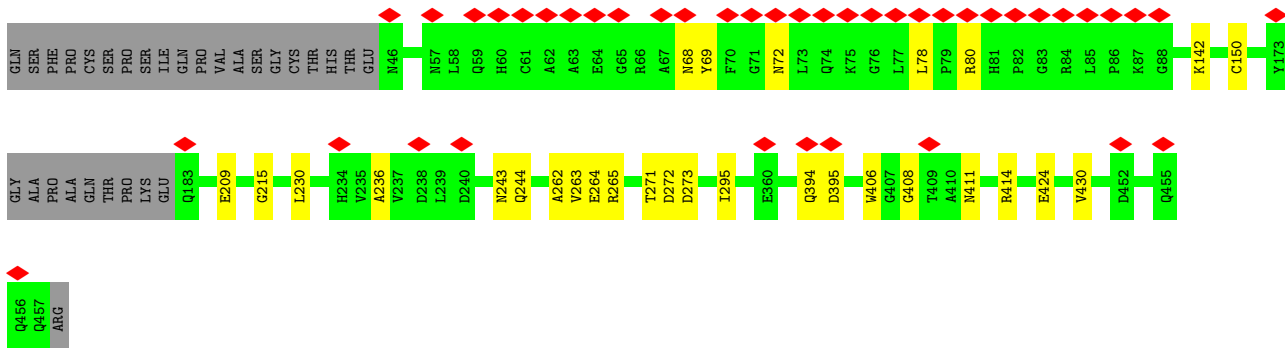 GLN SER PHE PRO CYS SER PRO SER ILE GLN PRO VAL ALA SER GLY CYS THR HIS THR GLU N46 N57 L58 Q59 H60 C61 A62 A63 E64 G65 R66 A67 N68 Y69 F70 G71 N72 L73 Q74 K75 G76 L77 L78 P79 R80 H81 P82 G83 R84 L85 P86 K87 G88 K142 C150 Y173
GLY ALA PRO ALA GLN THR PRO LYS GLU Q183 E209 G215 L230 H234 V235 A236 V237 D238 L239 D240 N243 Q244 A262 V263 E264 R265 T271 D272 D273 I295 E360 Q394 D395 W406 G407 G408 T409 A410 N411 R414 E424 V430 D452 Q455
Q456 Q457 ARG